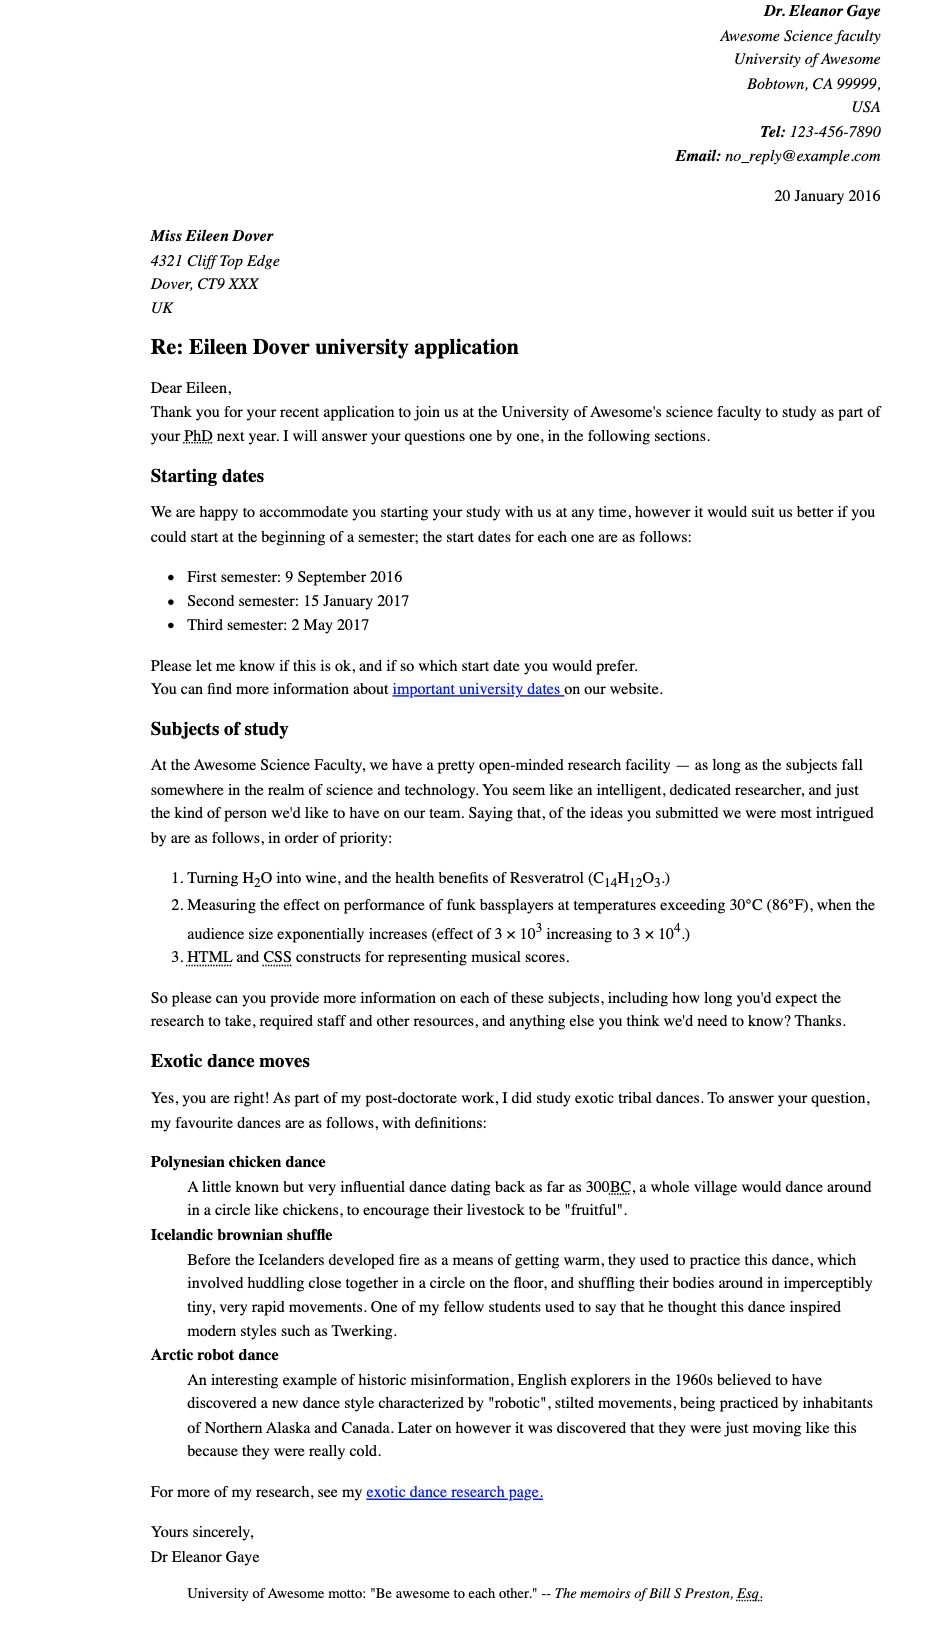 Dr. Eleanor Gaye
Awesome Science faculty
University of Awesome
Bobtown, CA 99999,
USA
Tel: 123-456-7890
Email: no_reply@example.com
20 January 2016
Miss Eileen Dover
4321 Cliff Top Edge
Dover, CT9 XXX
UK
Re: Eileen Dover university application
Dear Eileen,
Thank you for your recent application to join us at the University of Awesome's science faculty to study as part of
your PhD next year. I will answer your questions one by one, in the following sections.
Starting dates
We are happy to accommodate you starting your study with us at any time, however it would suit us better if you
could start at the beginning of a semester; the start dates for each one are as follows:
• First semester: 9 September 2016
• Second semester: 15 January 2017
• Third semester: 2 May 2017
Please let me know if this is ok, and if so which start date you would prefer.
You can find more information about important university dates on our website.
Subjects of study
At the Awesome Science Faculty, we have a pretty open-minded research facility — as long as the subjects fall
somewhere in the realm of science and technology. You seem like an intelligent, dedicated researcher, and just
the kind of person we'd like to have on our team. Saying that, of the ideas you submitted we were most intrigued
by are as follows, in order of priority:
1. Turning H₂O into wine, and the health benefits of Resveratrol (C₁₄H₁₂O₃.)
2. Measuring the effect on performance of funk bassplayers at temperatures exceeding 30°C (86°F), when the
audience size exponentially increases (effect of 3 × 10³ increasing to 3 × 10⁴.)
3. HTML and CSS constructs for representing musical scores.
So please can you provide more information on each of these subjects, including how long you'd expect the
research to take, required staff and other resources, and anything else you think we'd need to know? Thanks.
Exotic dance moves
Yes, you are right! As part of my post-doctorate work, I did study exotic tribal dances. To answer your question,
my favourite dances are as follows, with definitions:
Polynesian chicken dance
A little known but very influential dance dating back as far as 300BC, a whole village would dance around
in a circle like chickens, to encourage their livestock to be "fruitful".
Icelandic brownian shuffle
Before the Icelanders developed fire as a means of getting warm, they used to practice this dance, which
involved huddling close together in a circle on the floor, and shuffling their bodies around in imperceptibly
tiny, very rapid movements. One of my fellow students used to say that he thought this dance inspired
modern styles such as Twerking.
Arctic robot dance
An interesting example of historic misinformation, English explorers in the 1960s believed to have
discovered a new dance style characterized by "robotic", stilted movements, being practiced by inhabitants
of Northern Alaska and Canada. Later on however it was discovered that they were just moving like this
because they were really cold.
For more of my research, see my exotic dance research page.
Yours sincerely,
Dr Eleanor Gaye
University of Awesome motto: "Be awesome to each other." -- The memoirs of Bill S Preston, Esq.